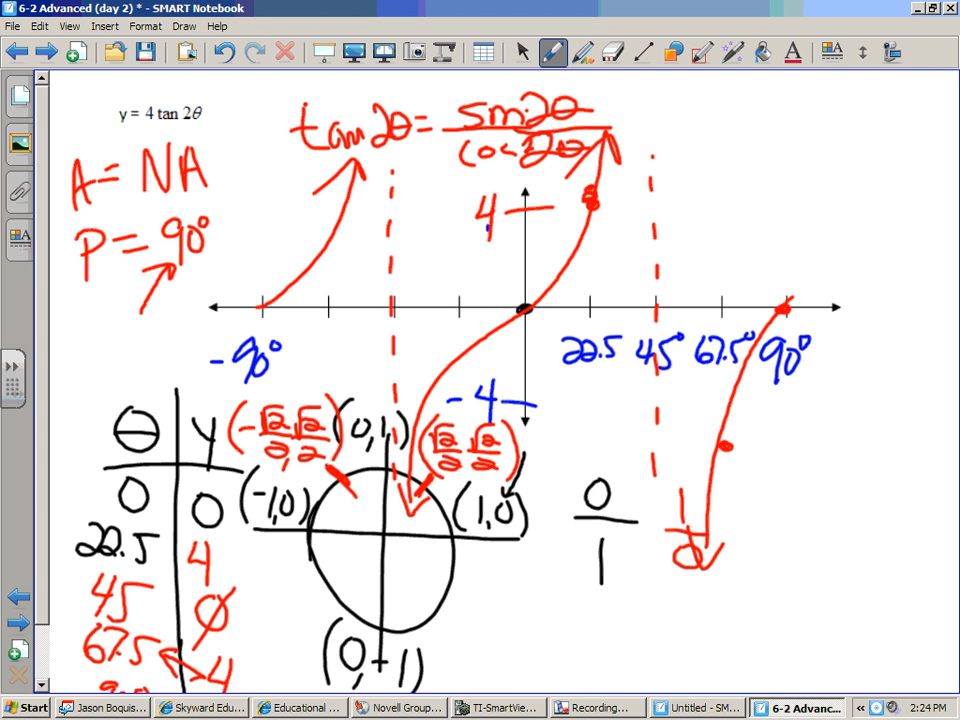 6-2 Advanced (day 2) * - SMART Notebook
File Edit View Insert Format Draw Help
y = 4 tan 2θ
tan 2θ = sin 2θ
cos 2θ
A = NA
P = 90°
4
-90°
22.5 45° 67.5° 90°
-4
θ y
0 0
22.5 4
45 Ø
67.5 -4
(-√2/2, √2/2) (0,1) (√2/2 √2/2)
(-1,0) (1,0)
(0,-1)
0
1
1
0
Start Jason Boquis... Skyward Edu... Educational ... Novell Group... TI-SmartVie... Recording... Untitled - SM... 6-2 Advanc... « 2:24 PM